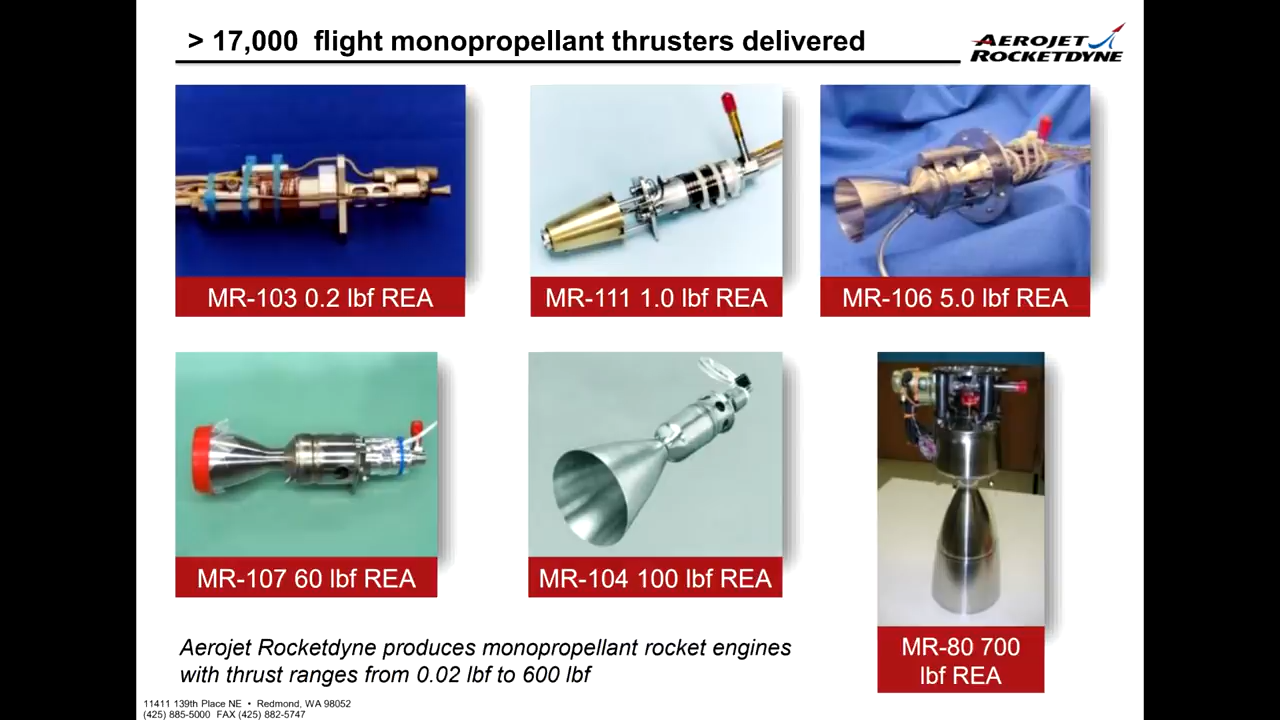 > 17,000 flight monopropellant thrusters delivered
AEROJET
ROCKETDYNE
MR-103 0.2 lbf REA
MR-111 1.0 lbf REA
MR-106 5.0 lbf REA
MR-107 60 lbf REA
MR-104 100 lbf REA
MR-80 700
lbf REA
Aerojet Rocketdyne produces monopropellant rocket engines
with thrust ranges from 0.02 lbf to 600 lbf
11411 139th Place NE • Redmond, WA 98052
(425) 885-5000 FAX (425) 882-5747